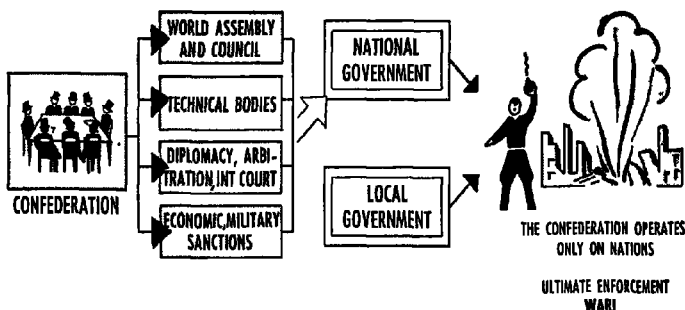 CONFEDERATION
WORLD ASSEMBLY
AND COUNCIL
TECHNICAL BODIES
DIPLOMACY, ARBI-
TRATION, INT COURT
ECONOMIC, MILITARY
SANCTIONS
NATIONAL
GOVERNMENT
LOCAL
GOVERNMENT
THE CONFEDERATION OPERATES
ONLY ON NATIONS
ULTIMATE ENFORCEMENT
WAR!